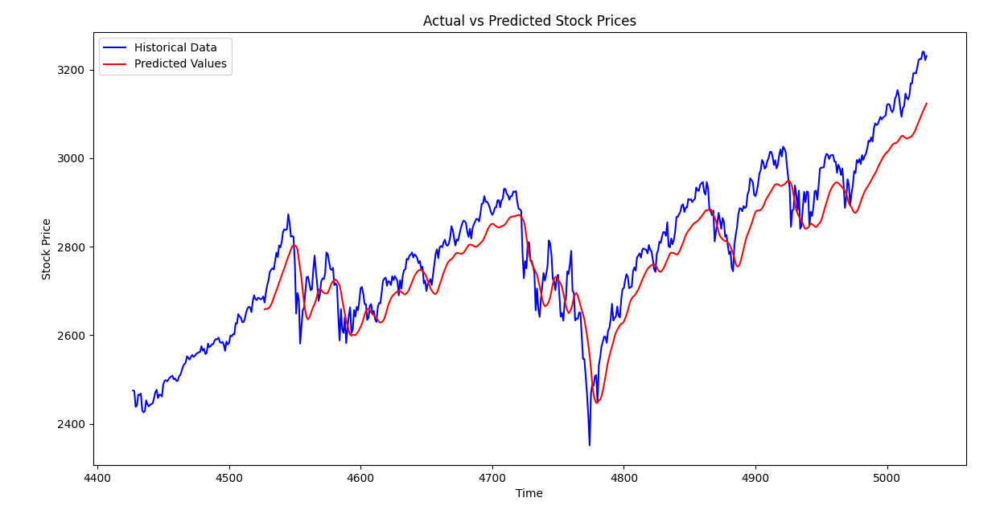 Actual vs Predicted Stock Prices
Historical Data
Predicted Values
3200
3000
2800
2600
2400
Stock Price
4400 4500 4600 4700 4800 4900 5000
Time